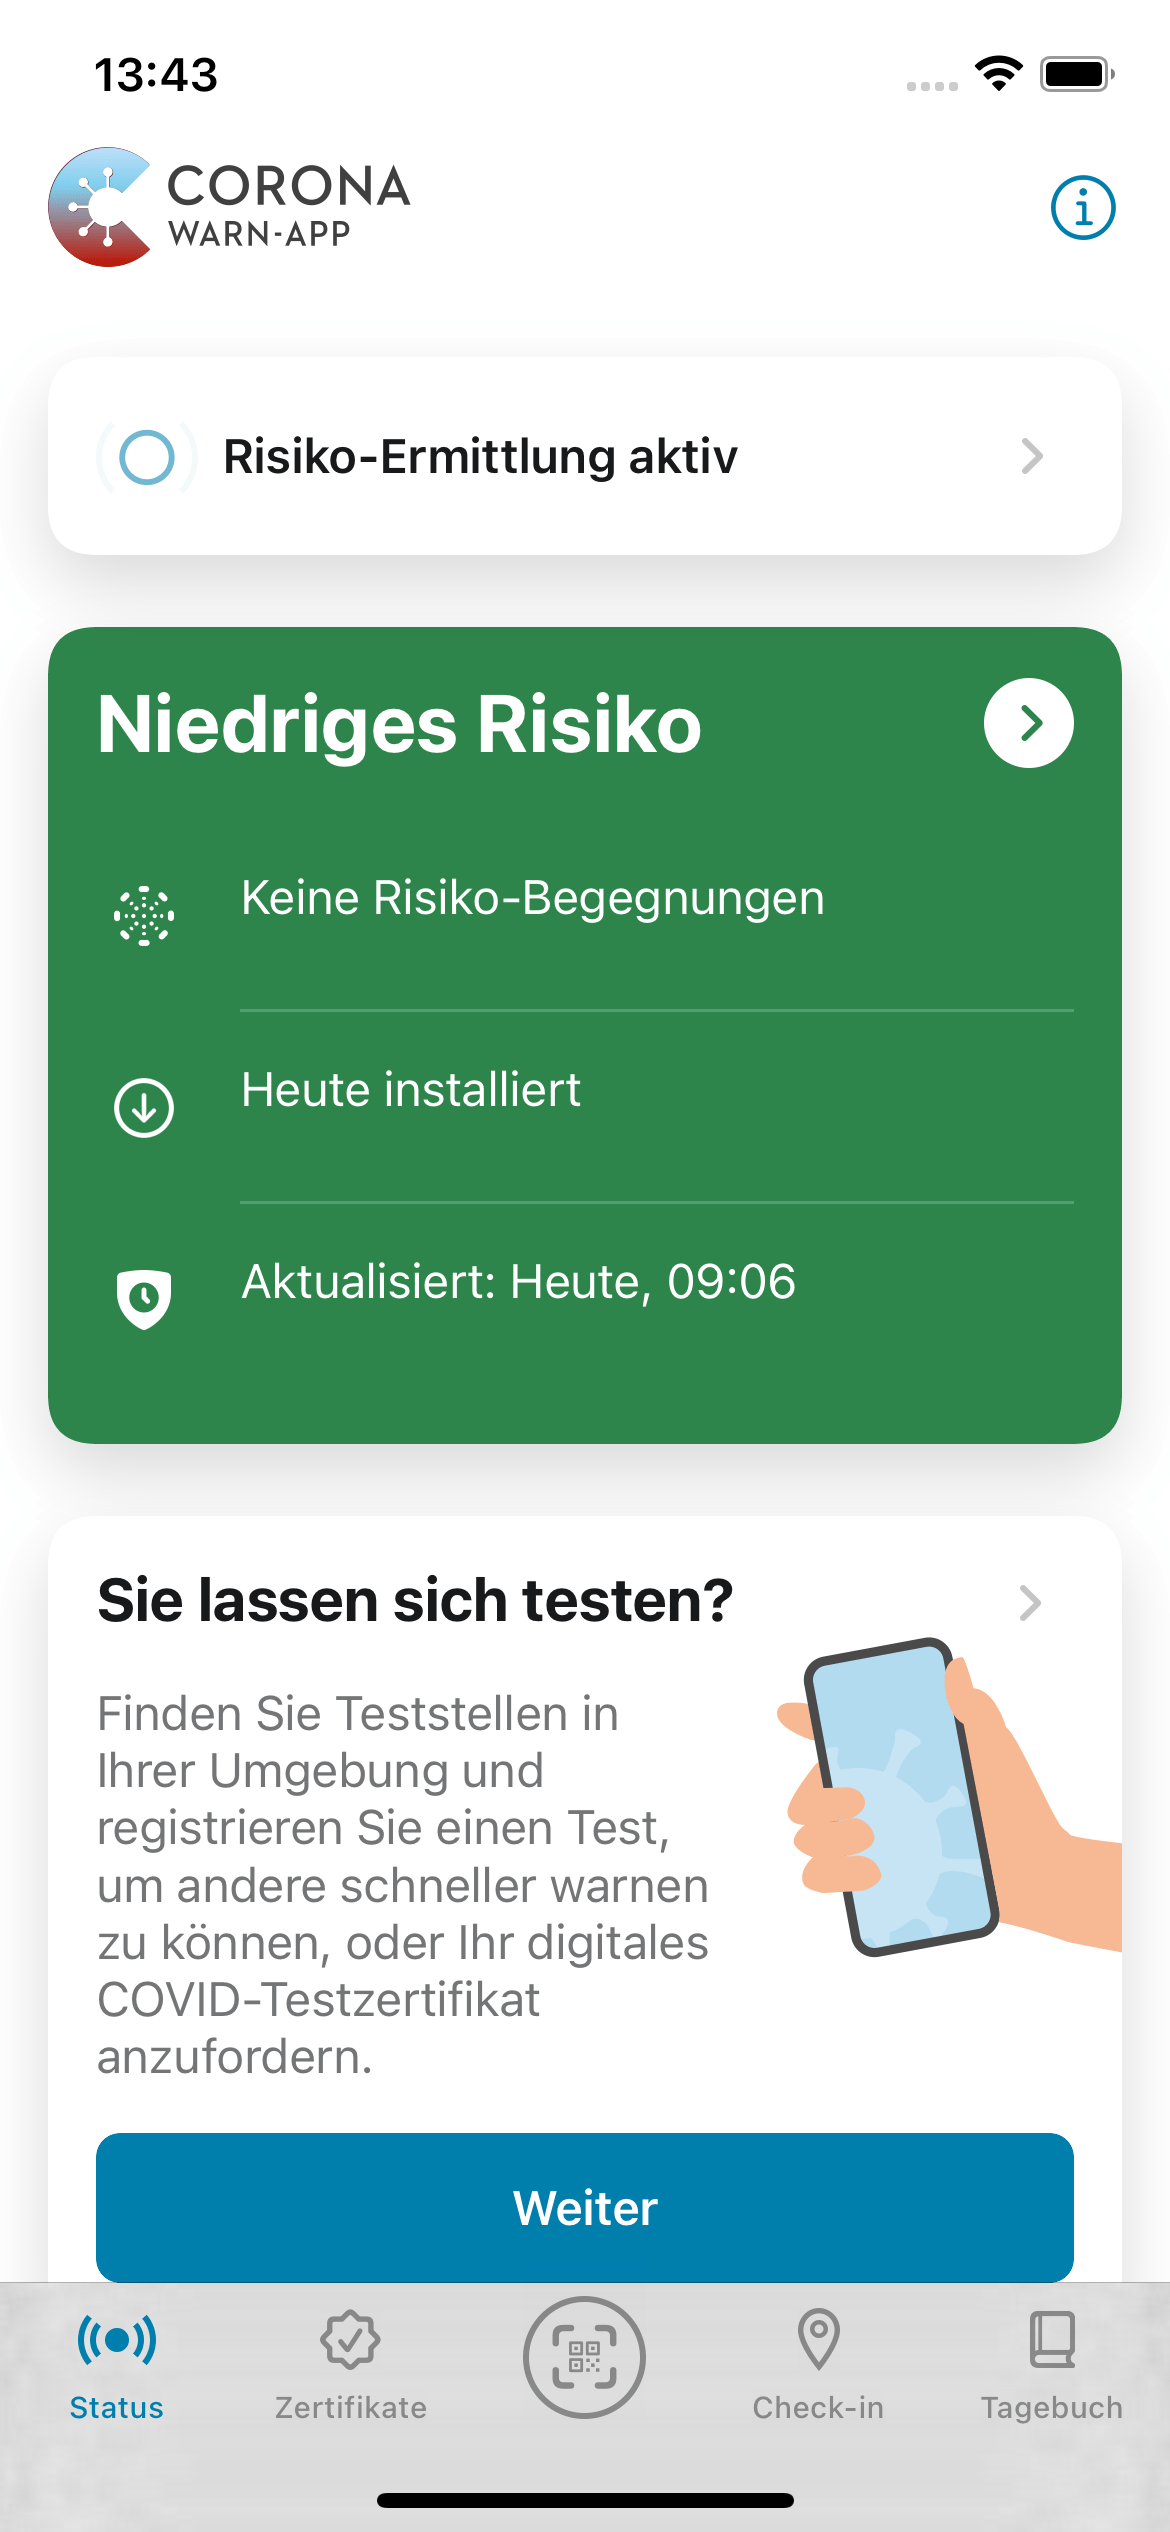 13:43
CORONA
WARN-APP
Risiko-Ermittlung aktiv
Niedriges Risiko
Keine Risiko-Begegnungen
Heute installiert
Aktualisiert: Heute, 09:06
Sie lassen sich testen?
Finden Sie Teststellen in
Ihrer Umgebung und
registrieren Sie einen Test,
um andere schneller warnen
zu können, oder Ihr digitales
COVID-Testzertifikat
anzufordern.
Weiter
Status
Zertifikate
Check-in
Tagebuch